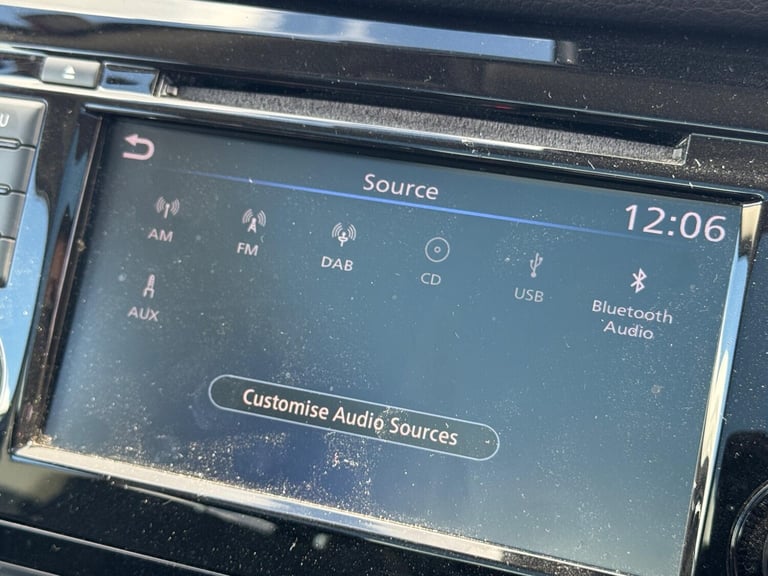 Source
12:06
AM
FM
DAB
CD
USB
Bluetooth
Audio
AUX
Customise Audio Sources